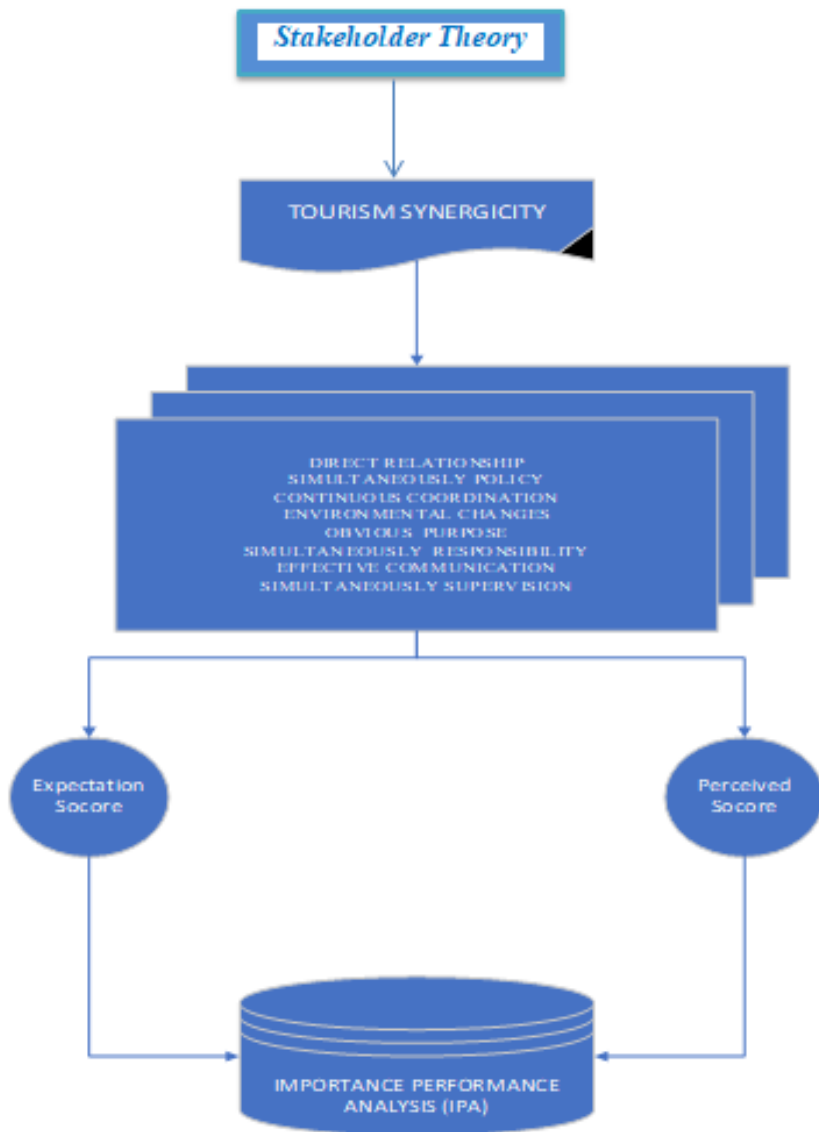 Stakeholder Theory
TOURISM SYNERGICITY
DIRECT RELATIONSHIP
SIMULTANEOUSLY POLICY
CONTINUOUS COORDINATION
ENVIRONMENTAL CHANGES
OBVIOUS PURPOSE
SIMULTANEOUSLY RESPONSIBILITY
EFFECTIVE COMMUNICATION
SIMULTANEOUSLY SUPERVISION
Expectation
Socore
Perceived
Socore
IMPORTANCE PERFORMANCE
ANALYSIS (IPA)